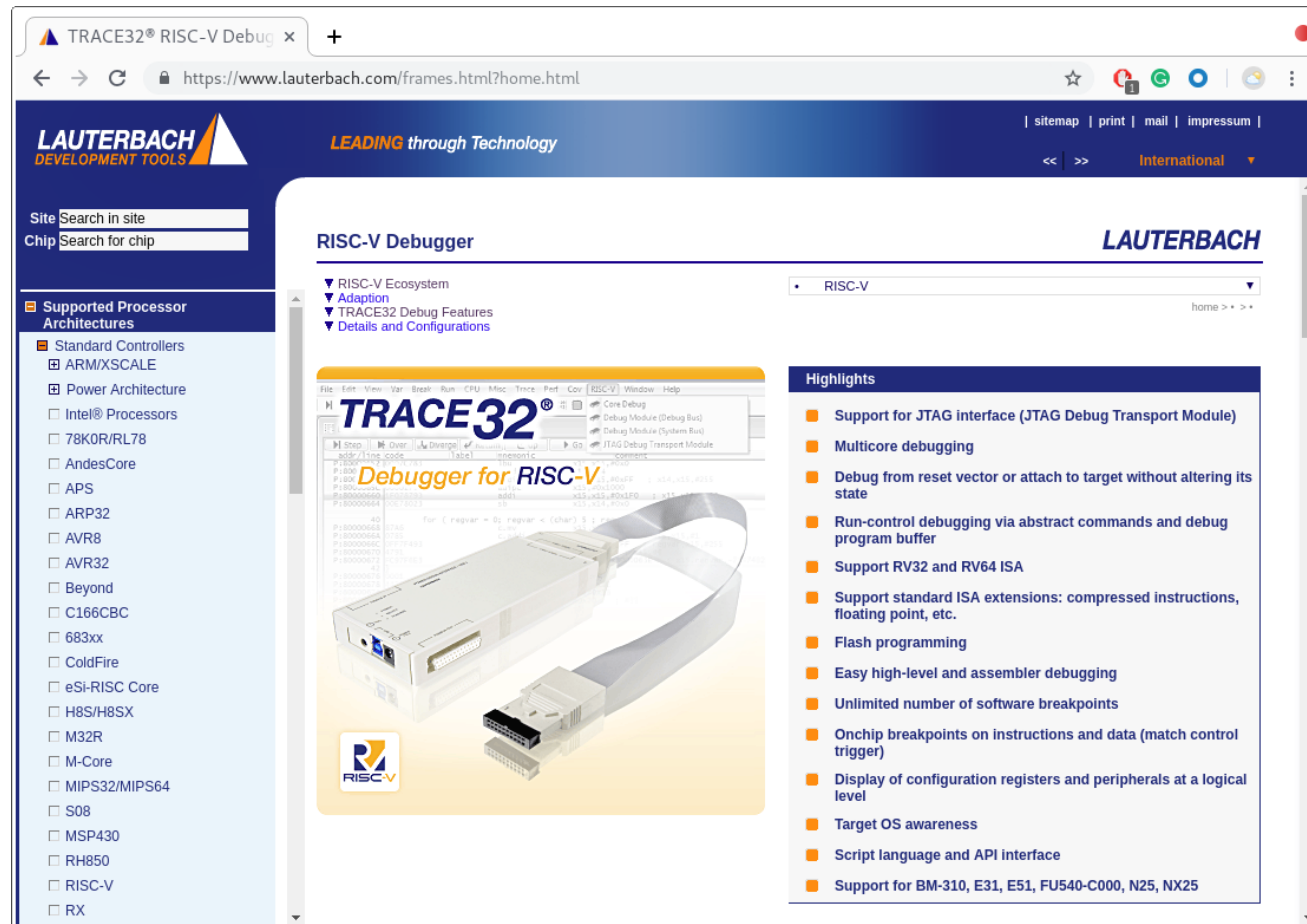 TRACE32® RISC-V Debug
https://www.lauterbach.com/frames.html?home.html
1
LAUTERBACH
DEVELOPMENT TOOLS
LEADING through Technology
| sitemap | print | mail | impressum |
<< >> International
Site Search in site
Chip Search for chip
RISC-V Debugger
LAUTERBACH
RISC-V Ecosystem
Adaption
TRACE32 Debug Features
Details and Configurations
• RISC-V
home > • > •
Supported Processor
Architectures
Standard Controllers
ARM/XSCALE
Power Architecture
Intel® Processors
78K0R/RL78
AndesCore
APS
ARP32
AVR8
AVR32
Beyond
C166CBC
683xx
ColdFire
eSi-RISC Core
H8S/H8SX
M32R
M-Core
MIPS32/MIPS64
S08
MSP430
RH850
RISC-V
RX
File Edit View Var Break Run CPU Misc Trace Perf Cov RISC-V Window Help
Core Debug
Debug Module (Debug Bus)
Debug Module (System Bus)
JTAG Debug Transport Module
TRACE32®
Step Over Diverge Go
addr/line code label mnemonic comment
Debugger for RISC-V
RISC-V
Highlights
Support for JTAG interface (JTAG Debug Transport Module)
Multicore debugging
Debug from reset vector or attach to target without altering its
state
Run-control debugging via abstract commands and debug
program buffer
Support RV32 and RV64 ISA
Support standard ISA extensions: compressed instructions,
floating point, etc.
Flash programming
Easy high-level and assembler debugging
Unlimited number of software breakpoints
Onchip breakpoints on instructions and data (match control
trigger)
Display of configuration registers and peripherals at a logical
level
Target OS awareness
Script language and API interface
Support for BM-310, E31, E51, FU540-C000, N25, NX25